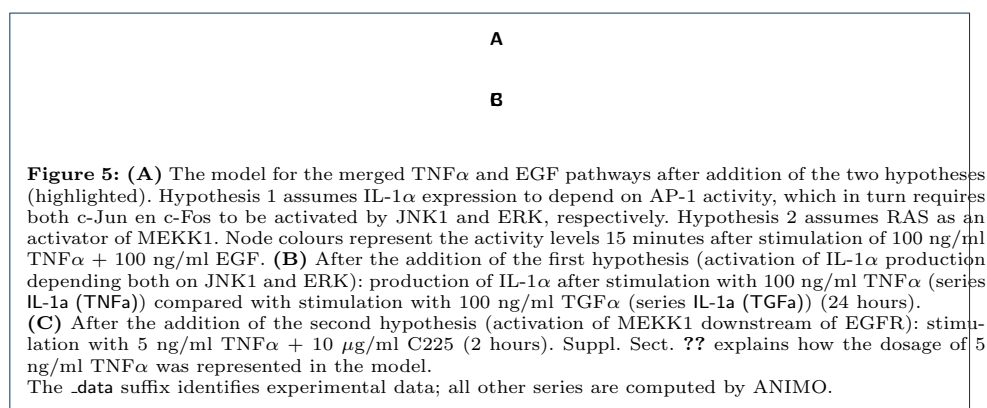 A
B
C
Figure 5: (A) The model for the merged TNFα and EGF pathways after addition of the two hypotheses
(highlighted). Hypothesis 1 assumes IL-1α expression to depend on AP-1 activity, which in turn requires
both c-Jun en c-Fos to be activated by JNK1 and ERK, respectively. Hypothesis 2 assumes RAS as an
activator of MEKK1. Node colours represent the activity levels 15 minutes after stimulation of 100 ng/ml
TNFα + 100 ng/ml EGF. (B) After the addition of the first hypothesis (activation of IL-1α production
depending both on JNK1 and ERK): production of IL-1α after stimulation with 100 ng/ml TNFα (series
IL-1a (TNFa)) compared with stimulation with 100 ng/ml TGFα (series IL-1a (TGFa)) (24 hours).
(C) After the addition of the second hypothesis (activation of MEKK1 downstream of EGFR): stimu-
lation with 5 ng/ml TNFα + 10 μg/ml C225 (2 hours). Suppl. Sect. ?? explains how the dosage of 5
ng/ml TNFα was represented in the model.
The _data suffix identifies experimental data; all other series are computed by ANIMO.